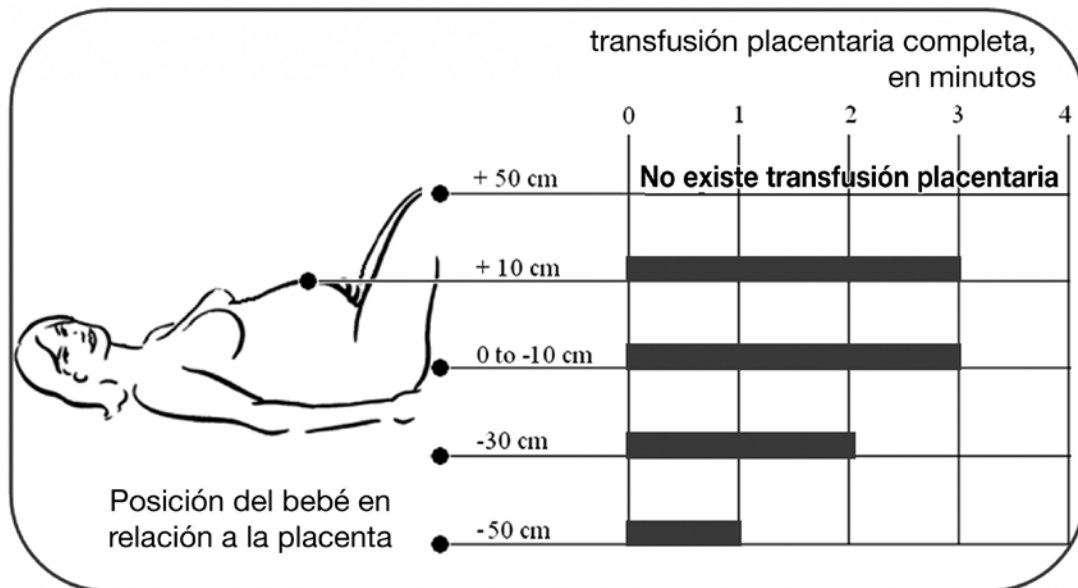 transfusión placentaria completa,
en minutos
0 1 2 3 4
+ 50 cm No existe transfusión placentaria
+ 10 cm
0 to -10 cm
-30 cm
-50 cm
Posición del bebé en
relación a la placenta